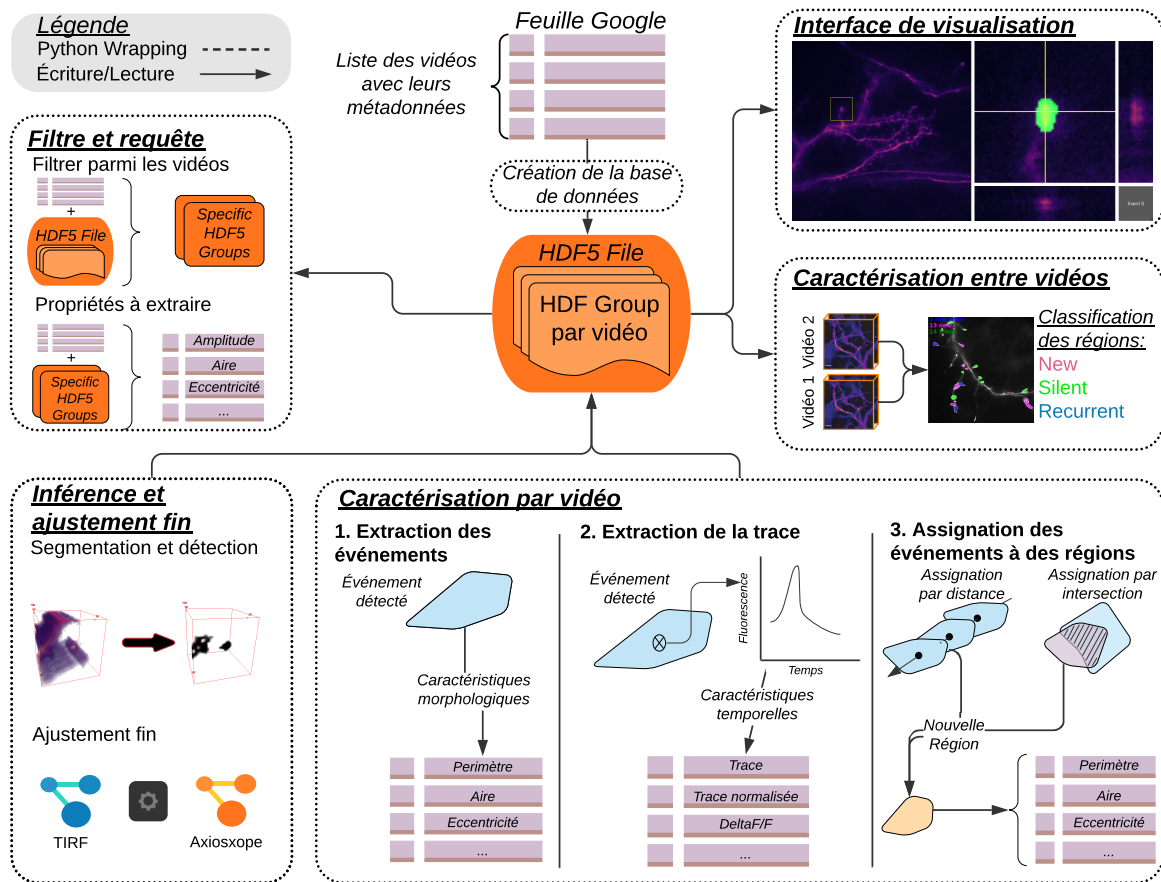 Légende
Python Wrapping
Écriture/Lecture
Feuille Google
Liste des vidéos
avec leurs
métadonnées
Création de la base
de données
HDF5 File
HDF Group
par vidéo
Filtre et requête
Filtrer parmi les vidéos
+
HDF5 File
Specific
HDF5
Groups
Propriétés à extraire
+
Specific
HDF5
Groups
Amplitude
Aire
Eccentricité
...
Interface de visualisation
Event 3
Caractérisation entre vidéos
Vidéo 2
Vidéo 1
Classification
des régions:
New
Silent
Recurrent
Inférence et
ajustement fin
Segmentation et détection
Ajustement fin
TIRF
Axiosxope
Caractérisation par vidéo
1. Extraction des
événements
Événement
détecté
Caractéristiques
morphologiques
Perimètre
Aire
Eccentricité
...
2. Extraction de la trace
Événement
détecté
Fluorescence
Temps
Caractéristiques
temporelles
Trace
Trace normalisée
DeltaF/F
...
3. Assignation des
événements à des régions
Assignation
par distance
Assignation par
intersection
Nouvelle
Région
Perimètre
Aire
Eccentricité
...